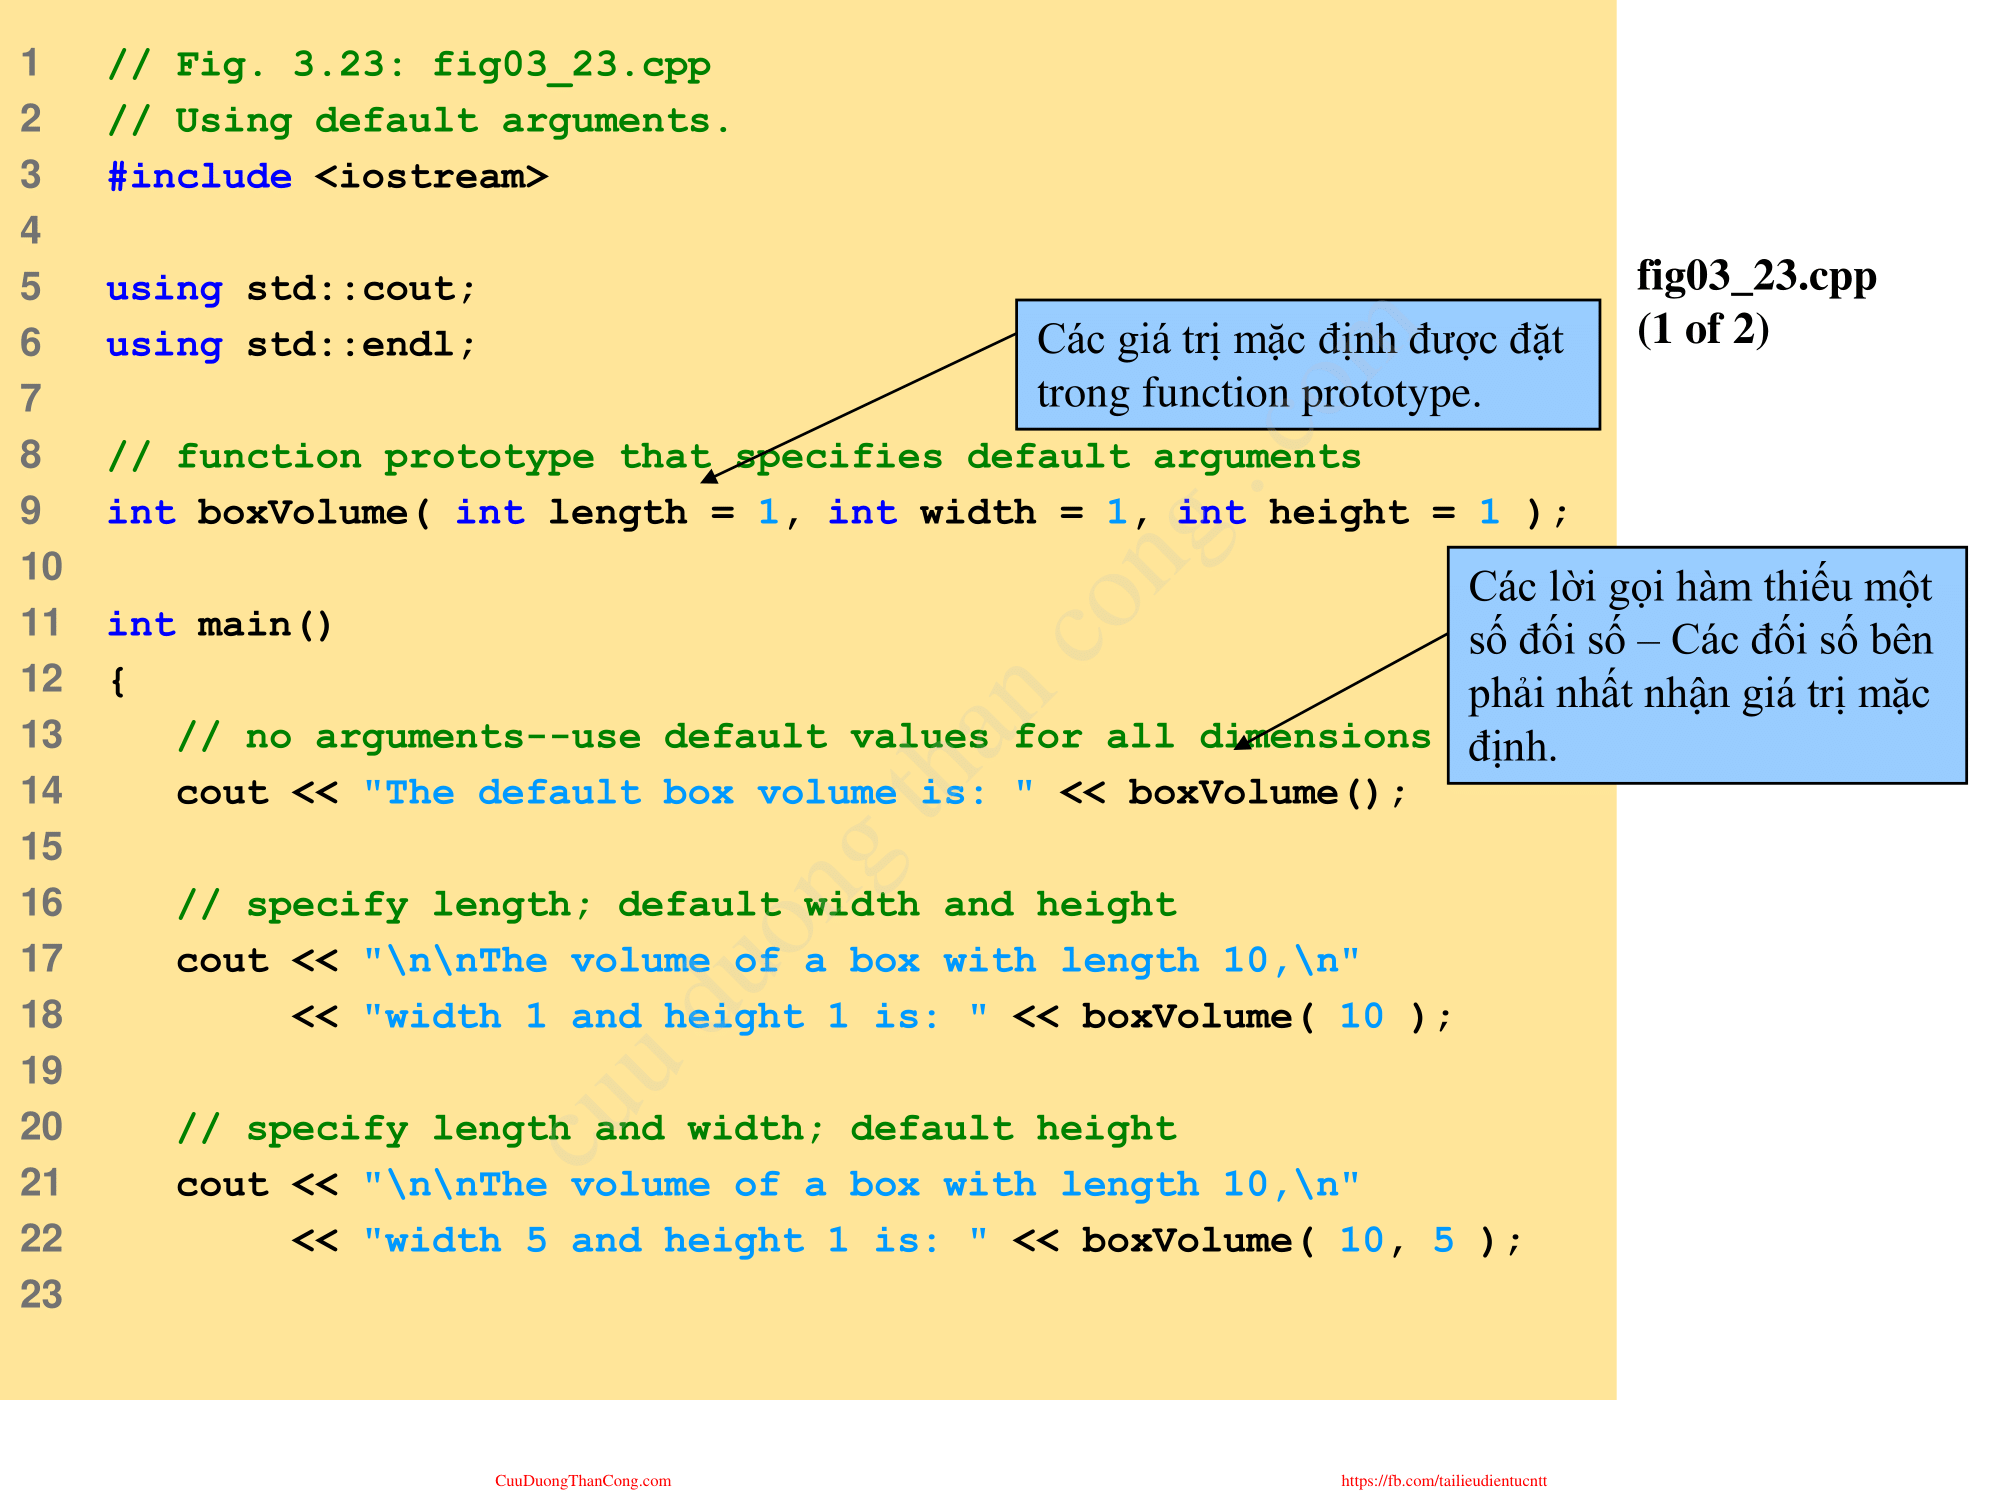 1 // Fig. 3.23: fig03_23.cpp
2 // Using default arguments.
3 #include <iostream>
4
5 using std::cout;
6 using std::endl;
7
8 // function prototype that specifies default arguments
9 int boxVolume( int length = 1, int width = 1, int height = 1 );
10
11 int main()
12 {
13 // no arguments--use default values for all dimensions
14 cout << "The default box volume is: " << boxVolume();
15
16 // specify length; default width and height
17 cout << "\n\nThe volume of a box with length 10,\n"
18 << "width 1 and height 1 is: " << boxVolume( 10 );
19
20 // specify length and width; default height
21 cout << "\n\nThe volume of a box with length 10,\n"
22 << "width 5 and height 1 is: " << boxVolume( 10, 5 );
23
fig03_23.cpp
(1 of 2)
Các giá trị mặc định được đặt
trong function prototype.
Các lời gọi hàm thiếu một
số đối số – Các đối số bên
phải nhất nhận giá trị mặc
định.
cuu duong than cong . com
CuuDuongThanCong.com
https://fb.com/tailieudientucntt